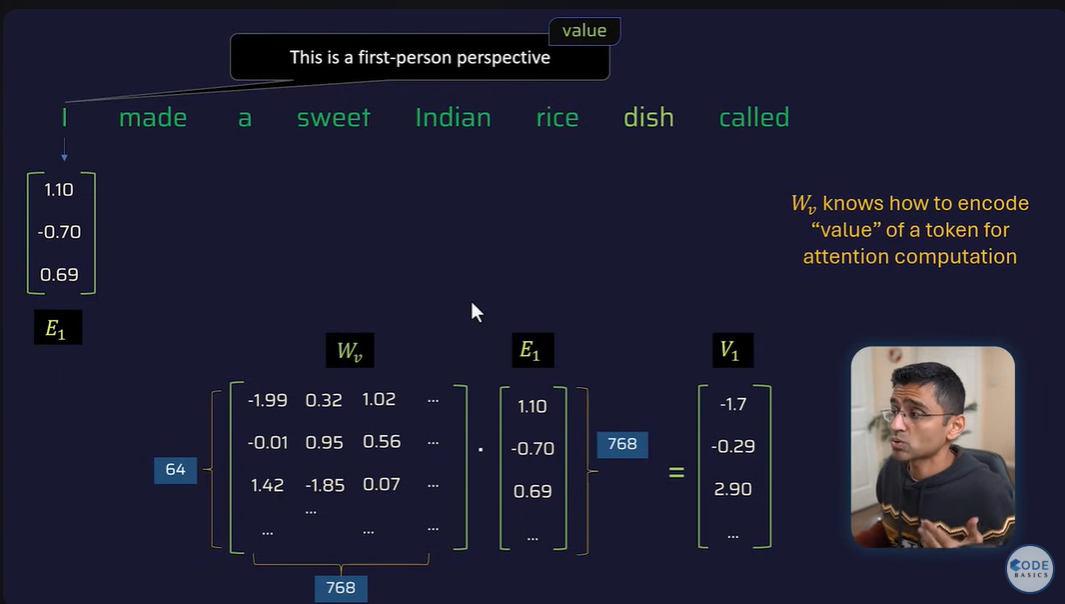 value
This is a first-person perspective
I made a sweet Indian rice dish called
1.10
-0.70
0.69
E₁
Wᵥ knows how to encode
“value” of a token for
attention computation
Wᵥ E₁ V₁
-1.99 0.32 1.02 ... 1.10 -1.7
-0.01 0.95 0.56 ... -0.70 -0.29
1.42 -1.85 0.07 ... 0.69 2.90
...
... ... ... ... ...
64
.
768
=
768
CODE
BASICS